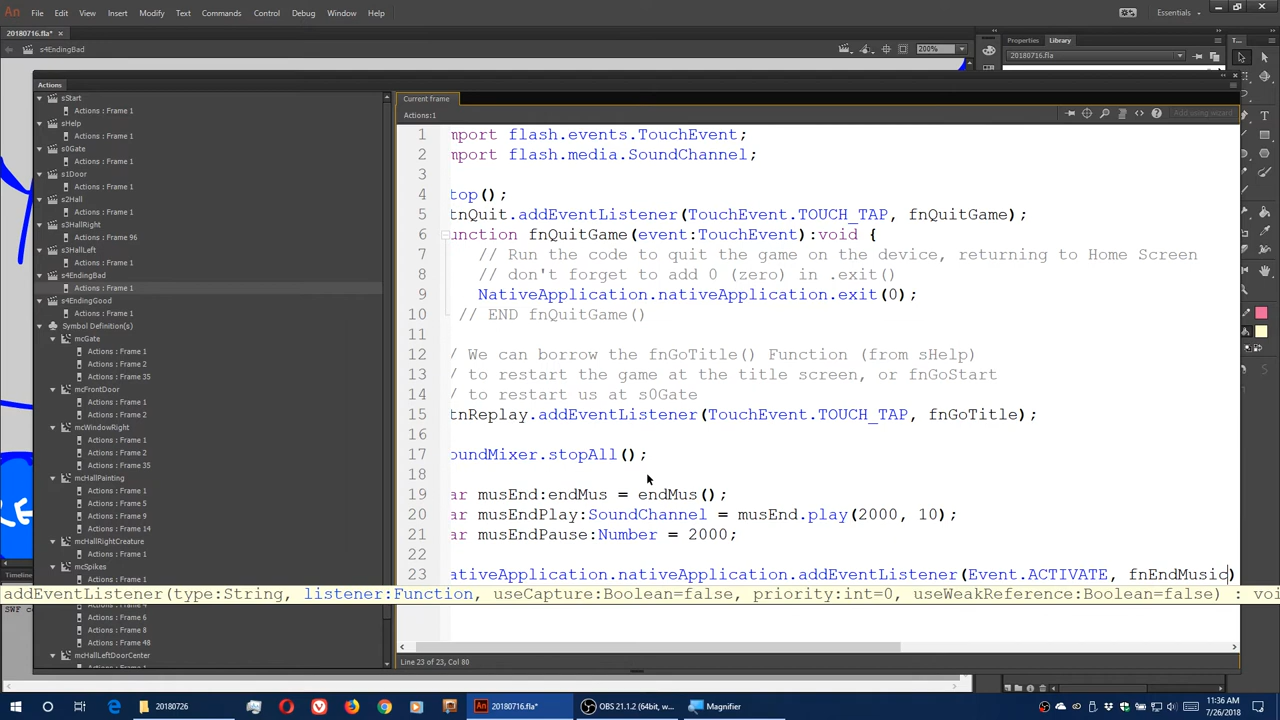 An File Edit View Insert Modify Text Commands Control Debug Window Help Essentials
20180716.fla* ×
s4EndingBad 200%
Properties Library T...
20180716.fla
Actions
sStart
Actions : Frame 1
sHelp
Actions : Frame 1
s0Gate
Actions : Frame 1
s1Door
Actions : Frame 1
s2Hall
Actions : Frame 1
s3HallRight
Actions : Frame 96
s3HallLeft
Actions : Frame 1
s4EndingBad
Actions : Frame 1
s4EndingGood
Actions : Frame 1
Symbol Definition(s)
mcGate
Actions : Frame 1
Actions : Frame 2
Actions : Frame 35
mcFrontDoor
Actions : Frame 1
Actions : Frame 2
mcWindowRight
Actions : Frame 1
Actions : Frame 2
Actions : Frame 35
mcHallPainting
Actions : Frame 1
Actions : Frame 5
Actions : Frame 9
Actions : Frame 14
mcHallRightCreature
Actions : Frame 1
mcSpikes
Actions : Frame 1
Actions : Frame 6
Actions : Frame 8
Actions : Frame 48
mcHallLeftDoorCenter
Current frame
Actions:1
Add using wizard
1 mport flash.events.TouchEvent;
2 mport flash.media.SoundChannel;
3
4 top();
5 tnQuit.addEventListener(TouchEvent.TOUCH_TAP, fnQuitGame);
6 unction fnQuitGame(event:TouchEvent):void {
7 // Run the code to quit the game on the device, returning to Home Screen
8 // don't forget to add 0 (zero) in .exit()
9 NativeApplication.nativeApplication.exit(0);
10 // END fnQuitGame()
11
12 / We can borrow the fnGoTitle() Function (from sHelp)
13 / to restart the game at the title screen, or fnGoStart
14 / to restart us at s0Gate
15 tnReplay.addEventListener(TouchEvent.TOUCH_TAP, fnGoTitle);
16
17 oundMixer.stopAll();
18
19 ar musEnd:endMus = endMus();
20 ar musEndPlay:SoundChannel = musEnd.play(2000, 10);
21 ar musEndPause:Number = 2000;
22
23 ativeApplication.nativeApplication.addEventListener(Event.ACTIVATE, fnEndMusic)
addEventListener(type:String, listener:Function, useCapture:Boolean=false, priority:int=0, useWeakReference:Boolean=false) : voi
Line 23 of 23, Col 80
RE
Timeline
SWF
20180726
20180716.fla*
OBS 21.1.2 (64bit, w...
Magnifier
11:36 AM
7/26/2018